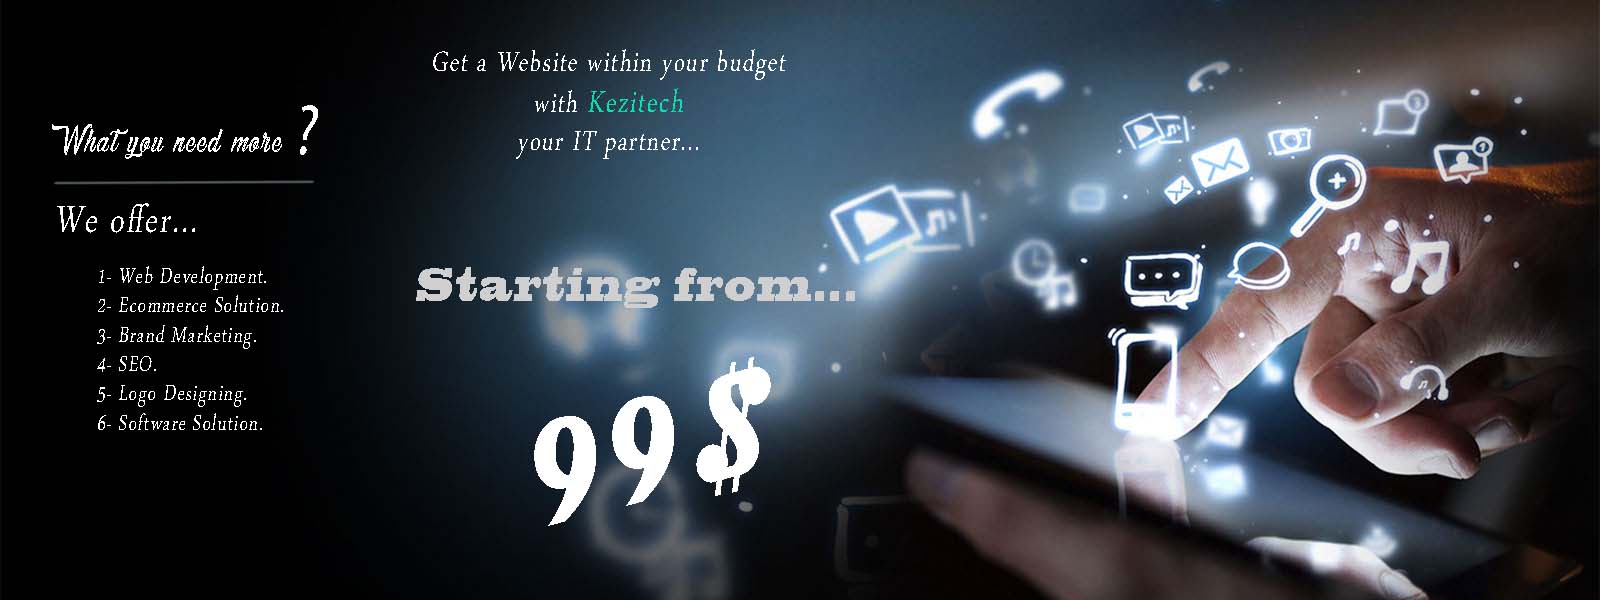 What you need more ?
We offer...
1- Web Development.
2- Ecommerce Solution.
3- Brand Marketing.
4- SEO.
5- Logo Designing.
6- Software Solution.
Get a Website within your budget
with Kezitech
your IT partner...
Starting from...
99$